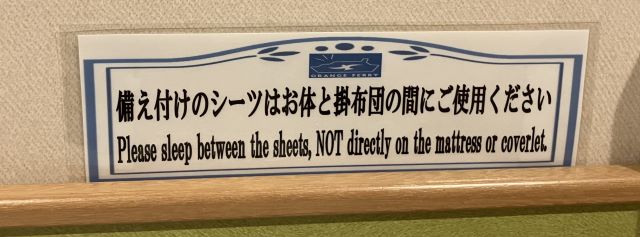 ORANGE FERRY
備え付けのシーツはお体と掛布団の間にご使用ください
Please sleep between the sheets, NOT directly on the mattress or coverlet.